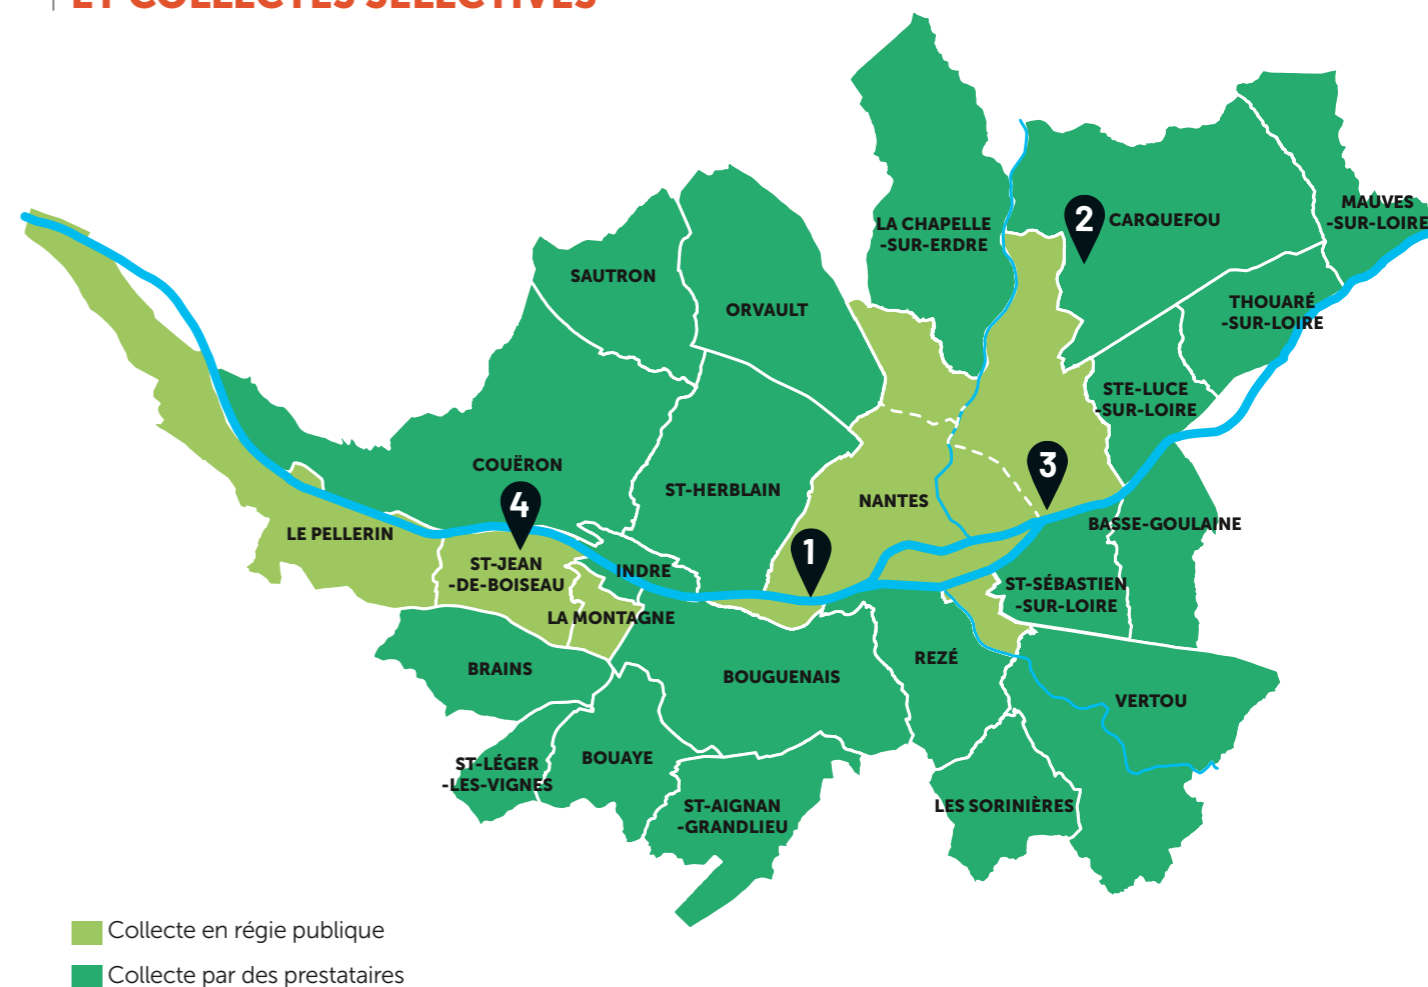 ET COLLECTES SÉLECTIVES
LA CHAPELLE
-SUR-ERDRE
2
CARQUEFOU
MAUVES
-SUR-LOIRE
SAUTRON
ORVAULT
THOUARÉ
-SUR-LOIRE
STE-LUCE
-SUR-LOIRE
COUËRON
4
ST-HERBLAIN
NANTES
3
BASSE-GOULAINE
LE PELLERIN
1
ST-JEAN
-DE-BOISEAU
INDRE
ST-SÉBASTIEN
-SUR-LOIRE
LA MONTAGNE
BRAINS
BOUGUENAIS
REZÉ
VERTOU
ST-LÉGER
-LES-VIGNES
BOUAYE
ST-AIGNAN
-GRANDLIEU
LES SORINIÈRES
Collecte en régie publique
Collecte par des prestataires